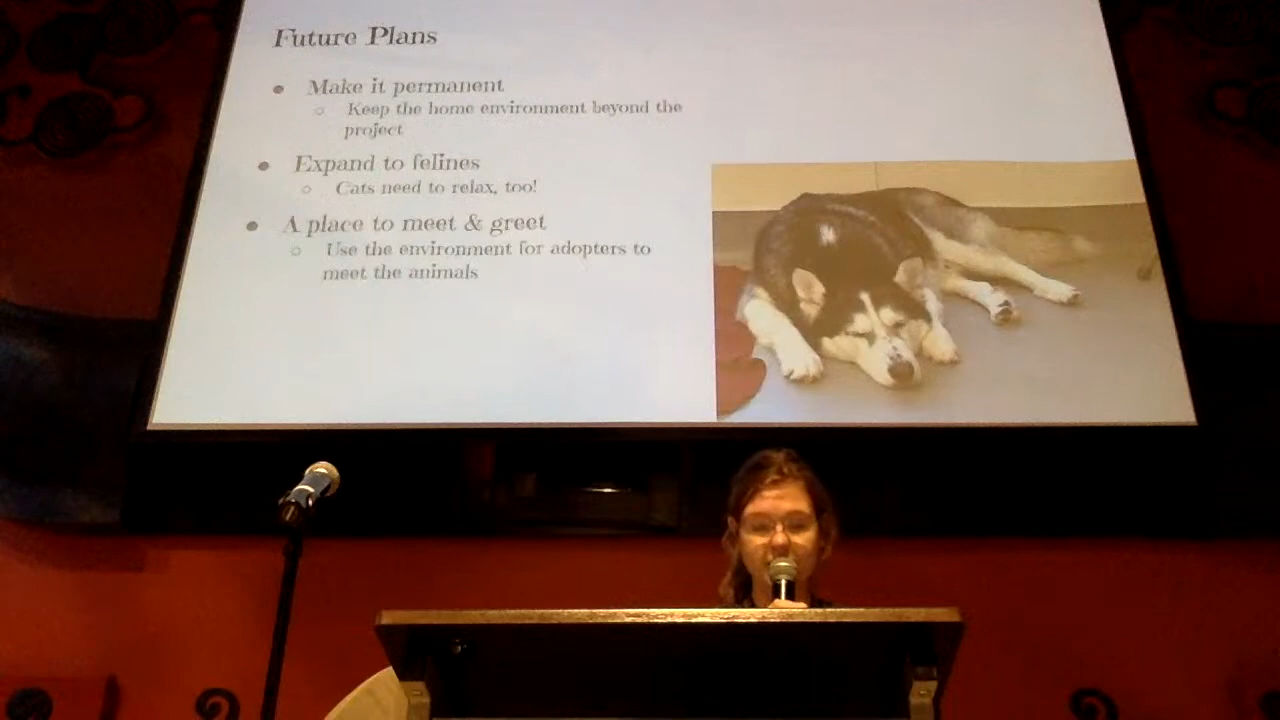 Future Plans
● Make it permanent
○ Keep the home environment beyond the
project
● Expand to felines
○ Cats need to relax, too!
● A place to meet & greet
○ Use the environment for adopters to
meet the animals